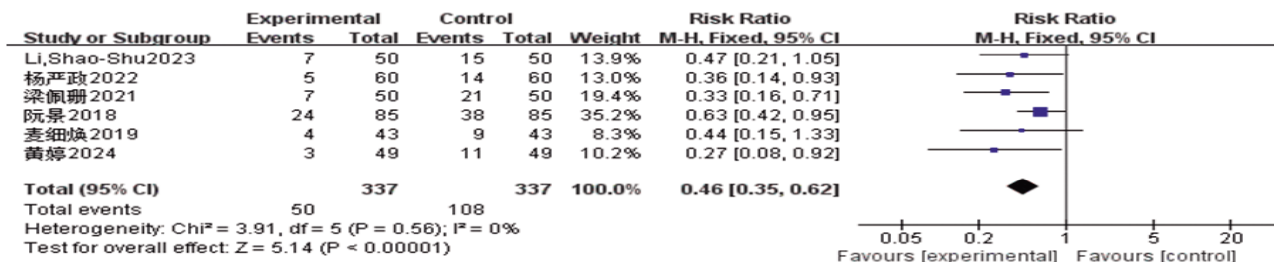 Experimental Control Risk Ratio Risk Ratio
Study or Subgroup Events Total Events Total Weight M-H, Fixed, 95% CI M-H, Fixed, 95% CI
Li,Shao-Shu2023 7 50 15 50 13.9% 0.47 [0.21, 1.05]
杨严政2022 5 60 14 60 13.0% 0.36 [0.14, 0.93]
梁佩珊2021 7 50 21 50 19.4% 0.33 [0.16, 0.71]
阮景2018 24 85 38 85 35.2% 0.63 [0.42, 0.95]
麦细焕2019 4 43 9 43 8.3% 0.44 [0.15, 1.33]
黄婷2024 3 49 11 49 10.2% 0.27 [0.08, 0.92]
Total (95% CI) 337 337 100.0% 0.46 [0.35, 0.62]
Total events 50 108
Heterogeneity: Chi² = 3.91, df = 5 (P = 0.56); I² = 0%
Test for overall effect: Z = 5.14 (P < 0.00001)
0.05 0.2 1 5 20
Favours [experimental] Favours [control]